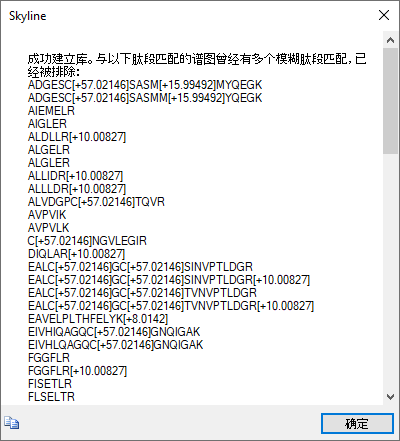 Skyline
成功建立库。与以下肽段匹配的谱图曾经有多个模糊肽段匹配，已
经被排除：
ADGESC[+57.02146]SASM[+15.99492]MYQEGK
ADGESC[+57.02146]SASMM[+15.99492]YQEGK
AIEMELR
AIGLER
ALDLLR[+10.00827]
ALGELR
ALGLER
ALLIDR[+10.00827]
ALLLDR[+10.00827]
ALVDGPC[+57.02146]TQVR
AVPVIK
AVPVLK
C[+57.02146]NGVLEGIR
DIQLAR[+10.00827]
EALC[+57.02146]GC[+57.02146]SINVPTLDGR
EALC[+57.02146]GC[+57.02146]SINVPTLDGR[+10.00827]
EALC[+57.02146]GC[+57.02146]TVNVPTLDGR
EALC[+57.02146]GC[+57.02146]TVNVPTLDGR[+10.00827]
EAVELPLTHFELYK[+8.0142]
EIVHIQAGQC[+57.02146]GNQIGAK
EIVHLQAGQC[+57.02146]GNQIGAK
FGGFLR
FGGFLR[+10.00827]
FISETLR
FLSELTR
确定